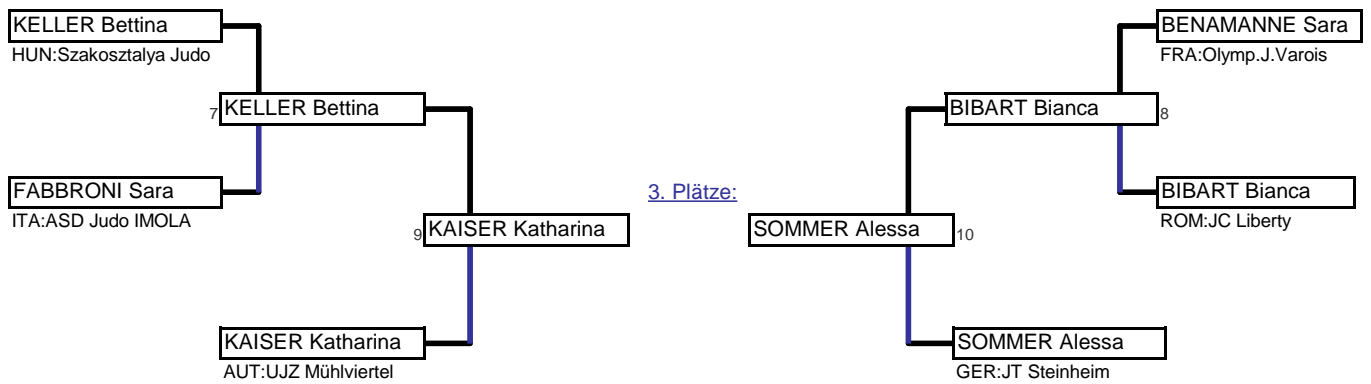 KELLER Bettina
HUN:Szakosztalya Judo
7 KELLER Bettina
FABBRONI Sara
ITA:ASD Judo IMOLA
9 KAISER Katharina
KAISER Katharina
AUT:UJZ Mühlviertel
3. Plätze:
BENAMANNE Sara
FRA:Olymp.J.Varois
BIBART Bianca 8
BIBART Bianca
ROM:JC Liberty
SOMMER Alessa 10
SOMMER Alessa
GER:JT Steinheim